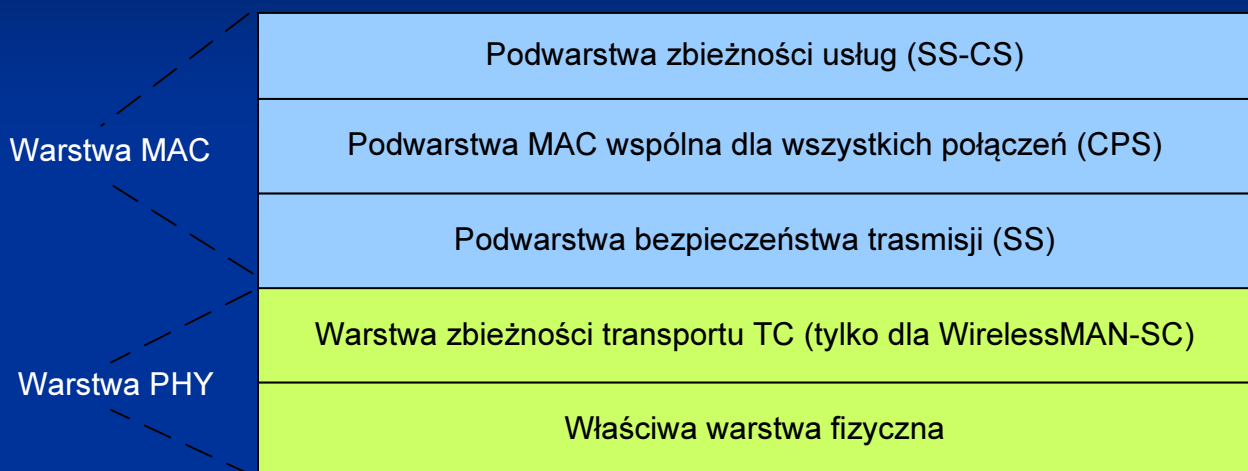 Podwarstwa zbieżności usług (SS-CS)
Warstwa MAC
Podwarstwa MAC wspólna dla wszystkich połączeń (CPS)
Podwarstwa bezpieczeństwa trasmisji (SS)
Warstwa zbieżności transportu TC (tylko dla WirelessMAN-SC)
Warstwa PHY
Właściwa warstwa fizyczna